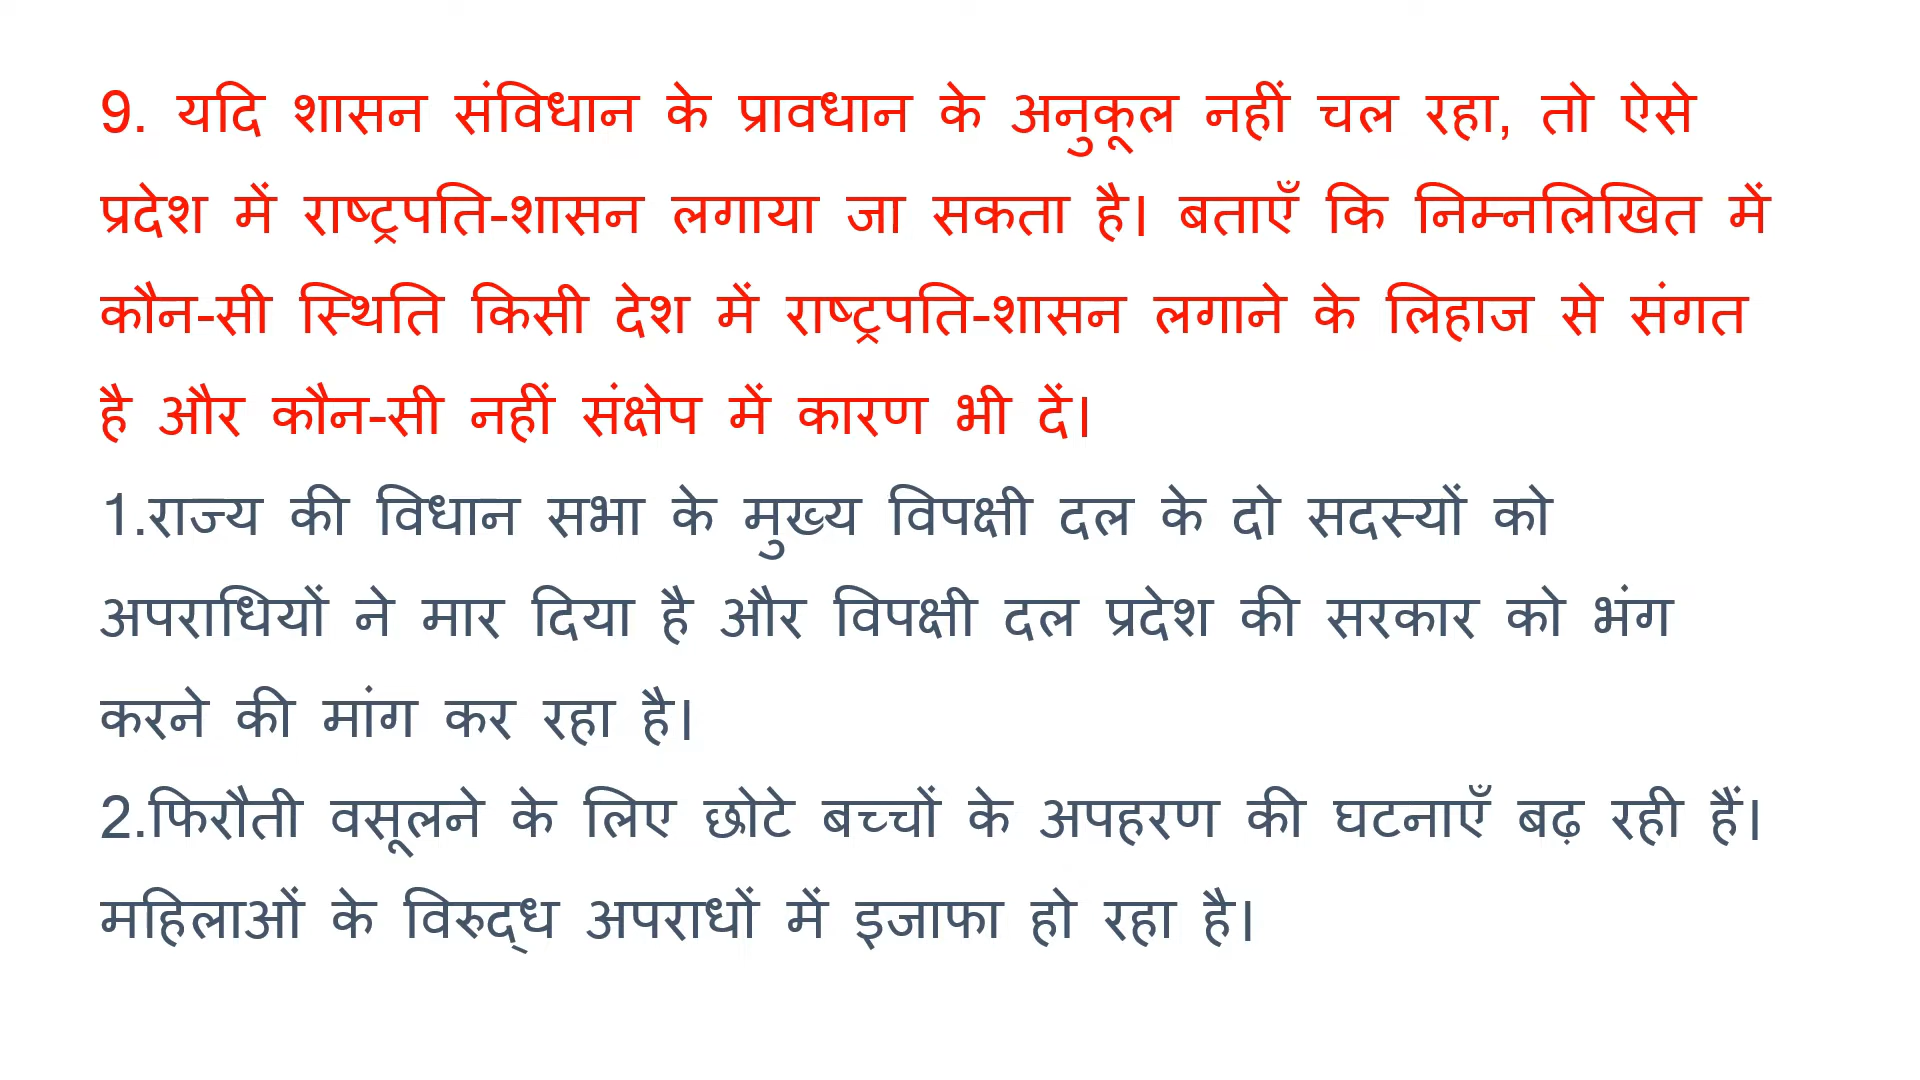 9. यदि शासन संविधान के प्रावधान के अनुकूल नहीं चल रहा, तो ऐसे
प्रदेश में राष्ट्रपति-शासन लगाया जा सकता है। बताएँ कि निम्नलिखित में
कौन-सी स्थिति किसी देश में राष्ट्रपति-शासन लगाने के लिहाज से संगत
है और कौन-सी नहीं संक्षेप में कारण भी दें।
1.राज्य की विधान सभा के मुख्य विपक्षी दल के दो सदस्यों को
अपराधियों ने मार दिया है और विपक्षी दल प्रदेश की सरकार को भंग
करने की मांग कर रहा है।
2.फिरौती वसूलने के लिए छोटे बच्चों के अपहरण की घटनाएँ बढ़ रही हैं।
महिलाओं के विरुद्ध अपराधों में इजाफा हो रहा है।